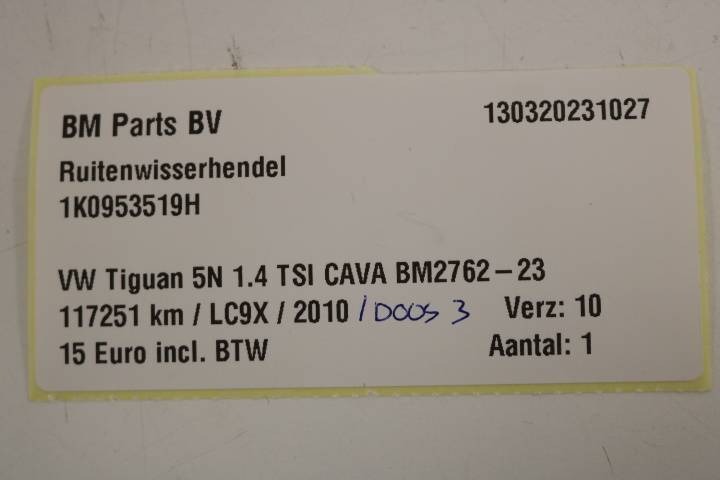 BM Parts BV 130320231027
Ruitenwisserhendel
1K0953519H
VW Tiguan 5N 1.4 TSI CAVA BM2762-23
117251 km / LC9X / 2010 / DOOS 3 Verz: 10
15 Euro incl. BTW Aantal: 1